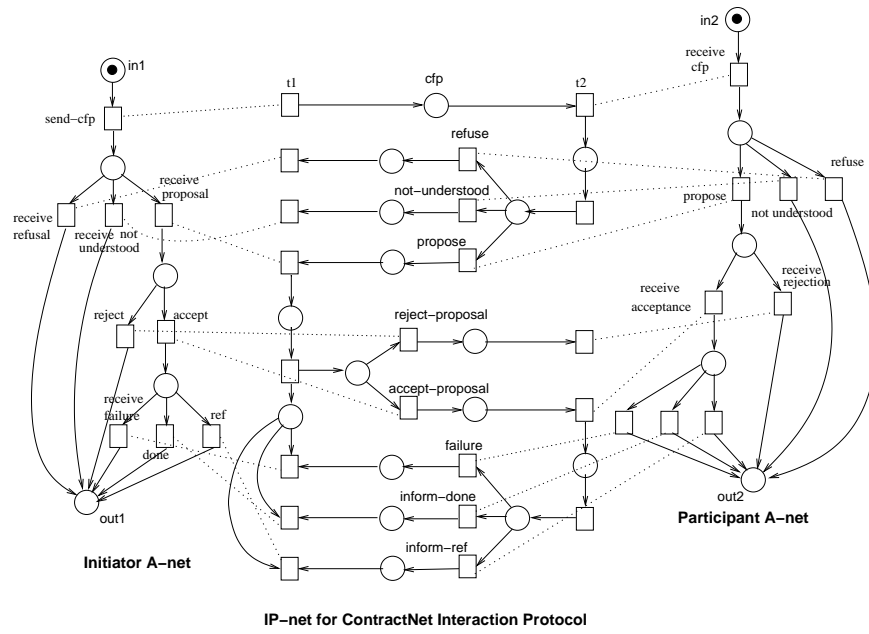 in2
receive
cfp
in1
t1
cfp
t2
send-cfp
refuse
receive
proposal
refuse
not-understood
propose
not understood
receive
refusal
receive not
understood
propose
receive
rejection
receive
acceptance
reject
accept
reject-proposal
accept-proposal
receive
failure
ref
done
failure
out1
inform-done
out2
Participant A-net
inform-ref
Initiator A-net
IP-net for ContractNet Interaction Protocol